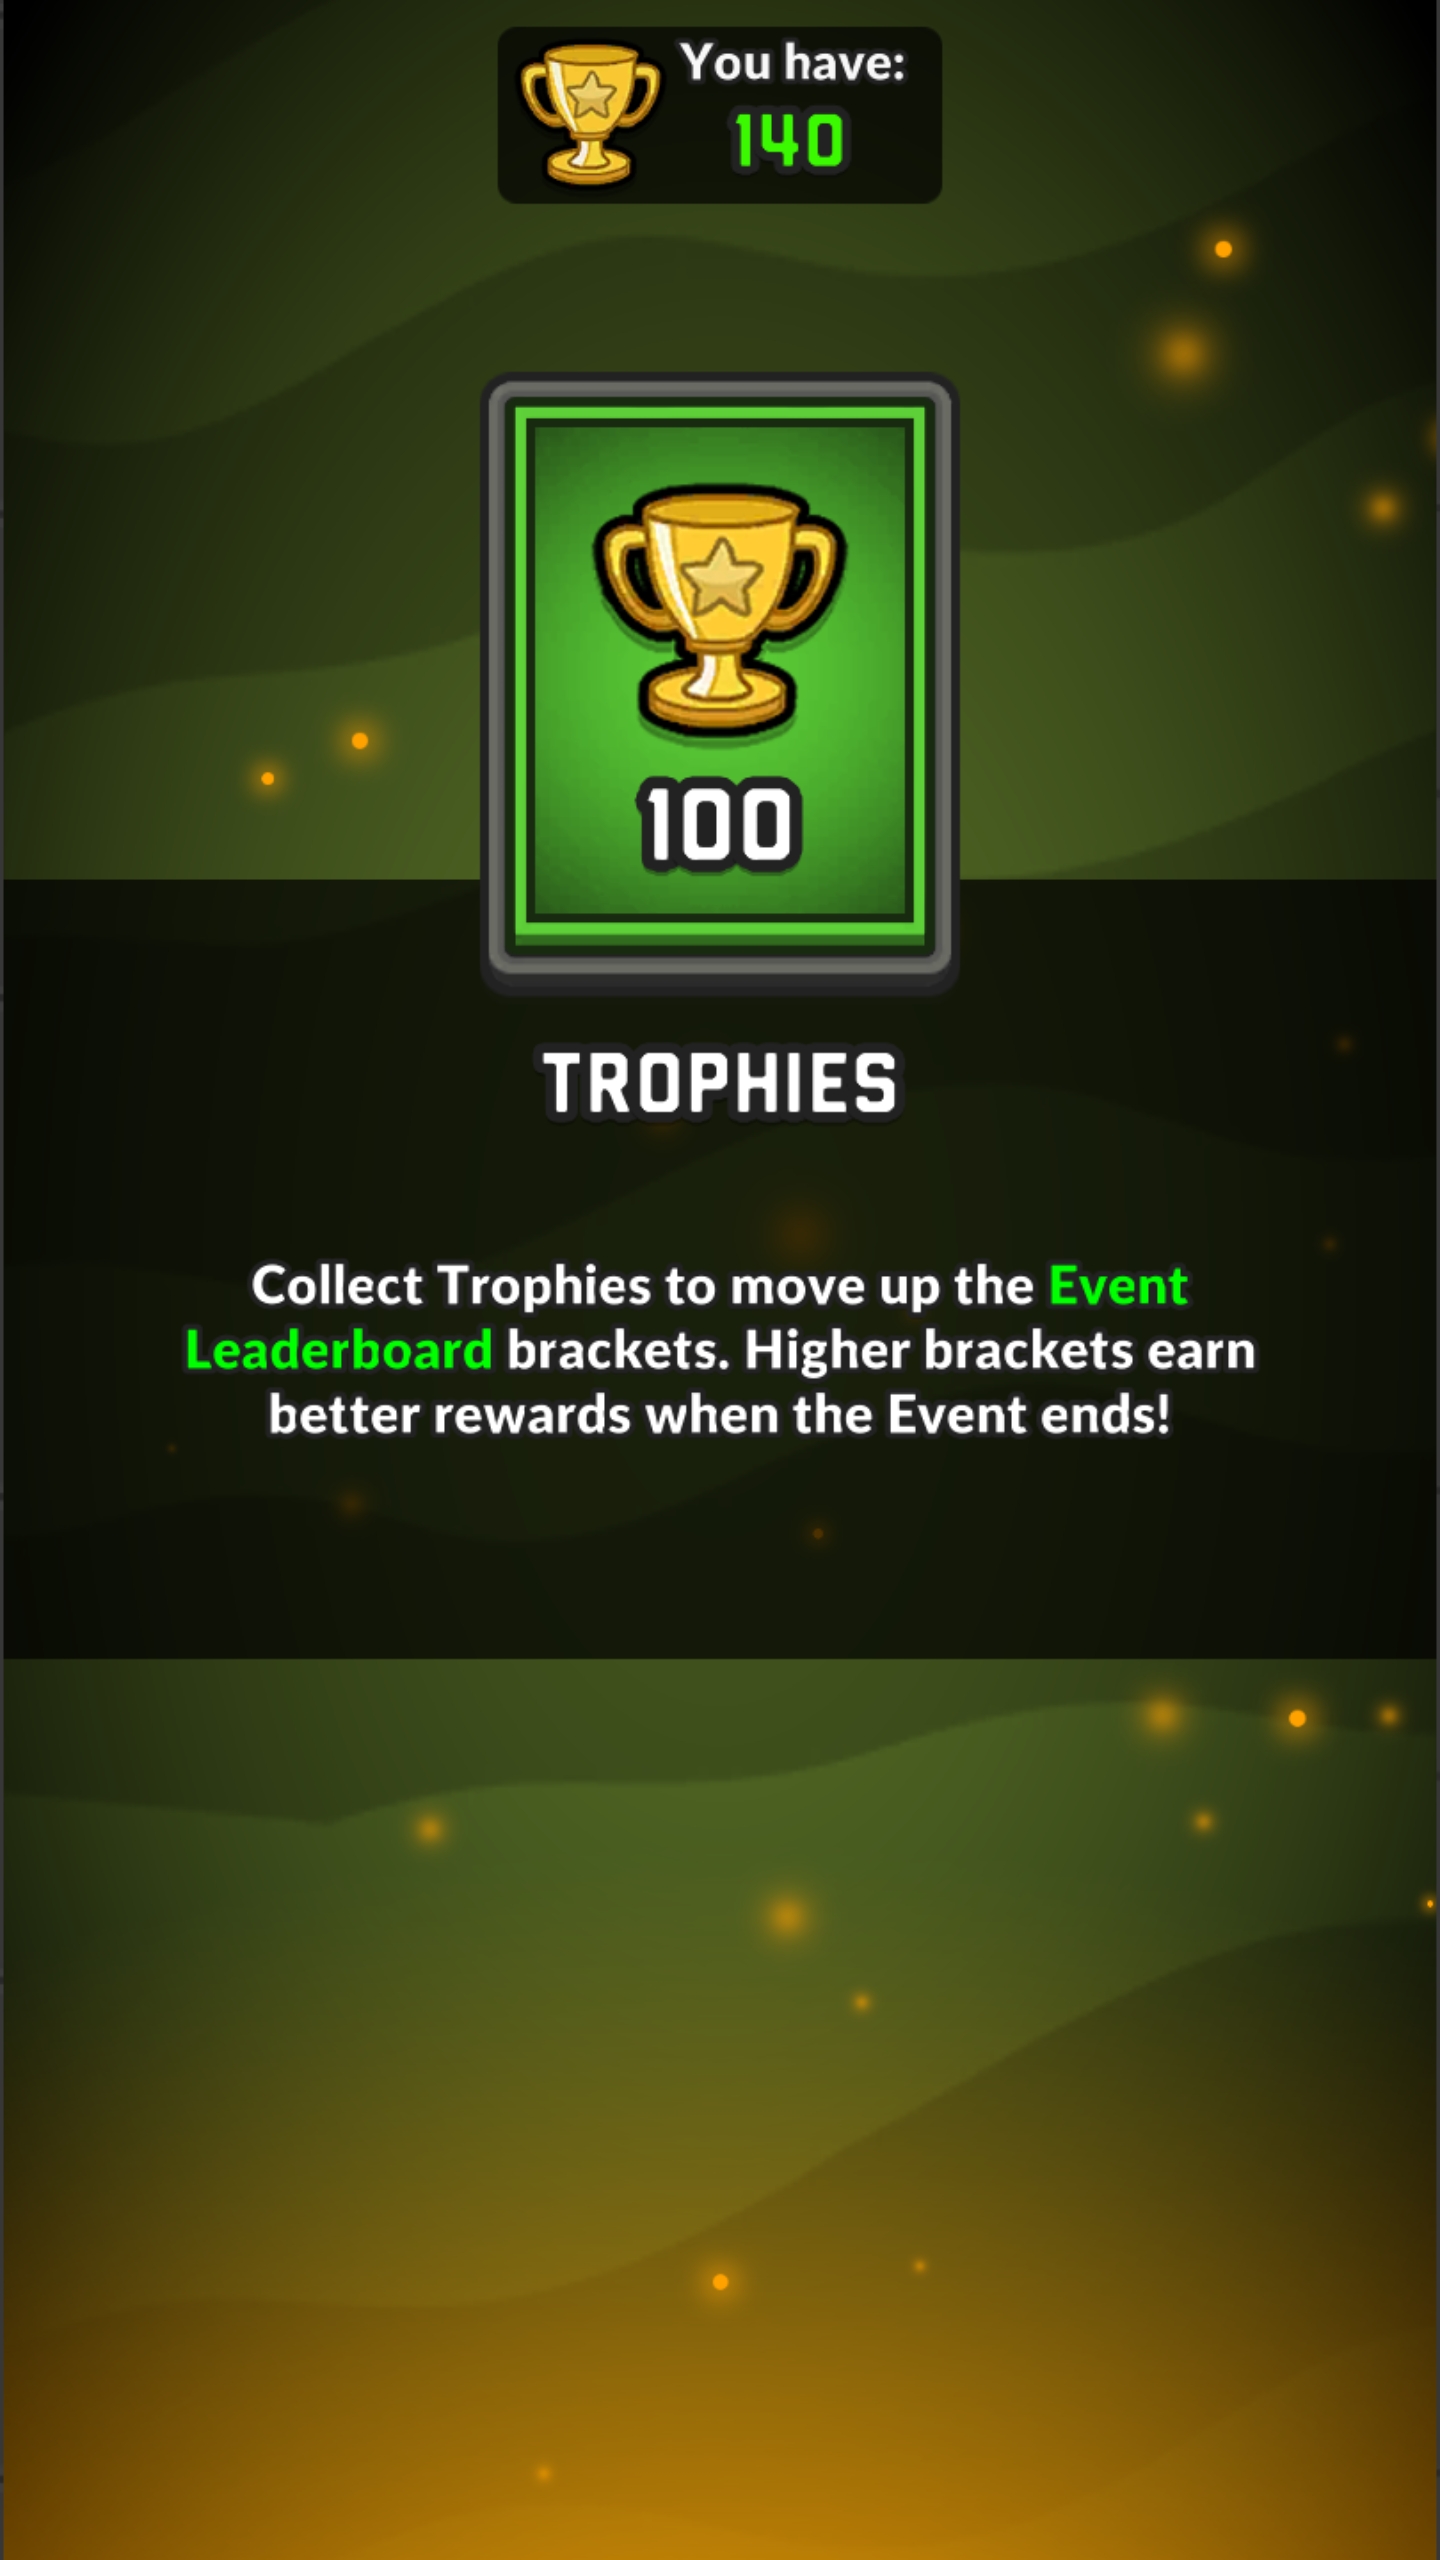 You have:
140
100
TROPHIES
Collect Trophies to move up the Event
Leaderboard brackets. Higher brackets earn
better rewards when the Event ends!